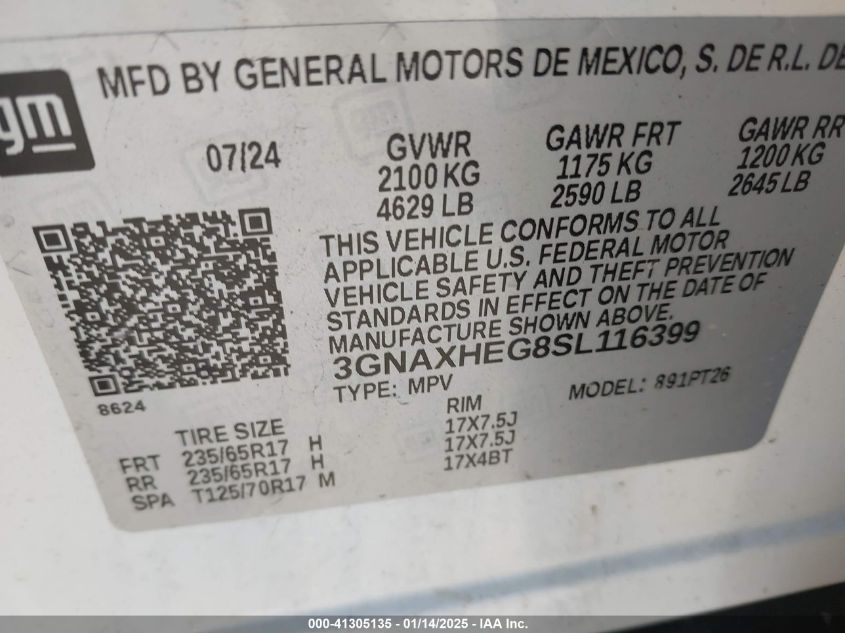 gm
MFD BY GENERAL MOTORS DE MEXICO, S. DE R.L. DE
07/24
GVWR GAWR FRT GAWR RR
2100 KG 1175 KG 1200 KG
4629 LB 2590 LB 2645 LB
THIS VEHICLE CONFORMS TO ALL
APPLICABLE U.S. FEDERAL MOTOR
VEHICLE SAFETY AND THEFT PREVENTION
STANDARDS IN EFFECT ON THE DATE OF
MANUFACTURE SHOWN ABOVE.
3GNAXHEG8SL116399
TYPE: MPV MODEL: 891PT26
8624
TIRE SIZE RIM
FRT 235/65R17 H 17X7.5J
RR 235/65R17 H 17X7.5J
SPA T125/70R17 M 17X4BT
000-41305135 - 01/14/2025 - IAA Inc.